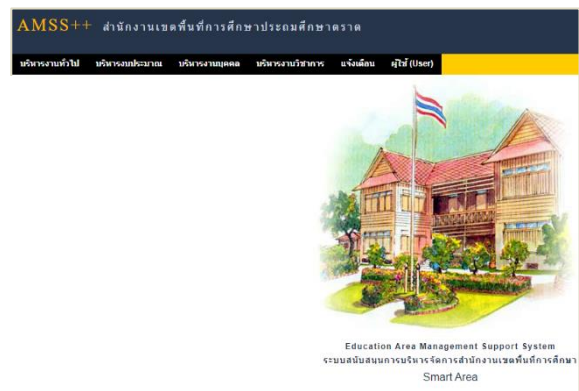 AMSS++ สำนักงานเขตพื้นที่การศึกษาประถมศึกษาตราด
บริหารงานทั่วไป บริหารงบประมาณ บริหารงานบุคคล บริหารงานวิชาการ แจ้งเตือน ผู้ใช้ (User)
Education Area Management Support System
ระบบสนับสนุนการบริหารจัดการสำนักงานเขตพื้นที่การศึกษา
Smart Area